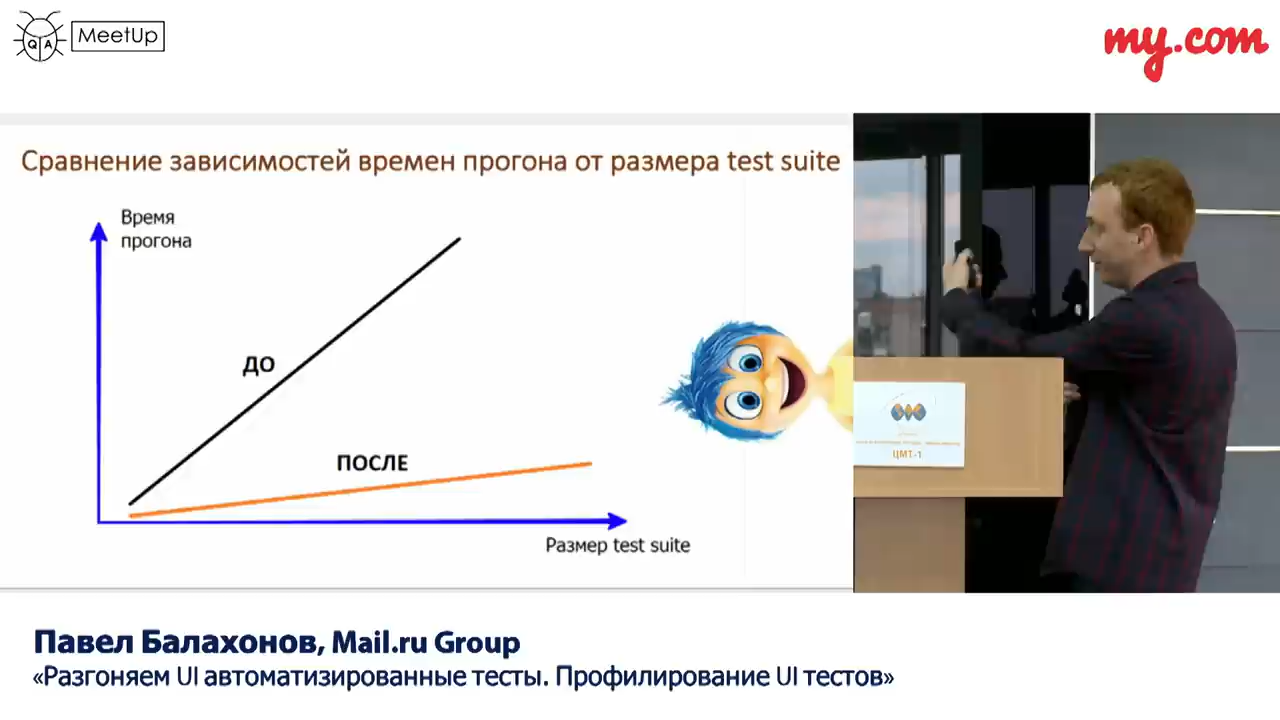 QA
MeetUp
my.com
Сравнение зависимостей времен прогона от размера test suite
Время
прогона
ДО
ПОСЛЕ
Размер test suite
ЦМТ-1
Павел Балахонов, Mail.ru Group
«Разгоняем UI автоматизированные тесты. Профилирование UI тестов»